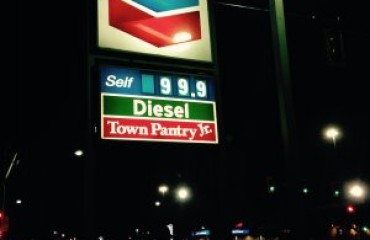 Self 99.9
Diesel
Town Pantry Jr.